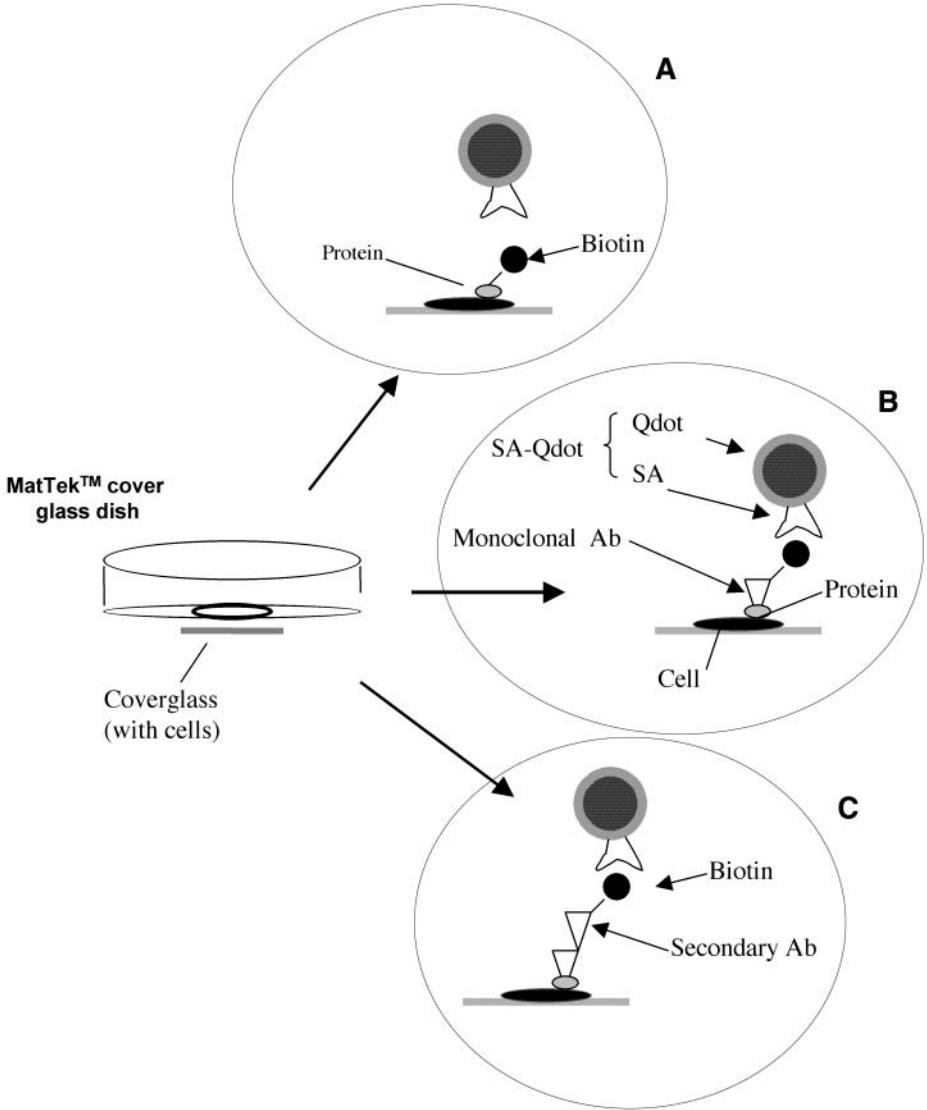 A
Protein
Biotin
B
SA-Qdot
Qdot
SA
Monoclonal Ab
Protein
Cell
MatTek™ cover
glass dish
Coverglass
(with cells)
C
Biotin
Secondary Ab